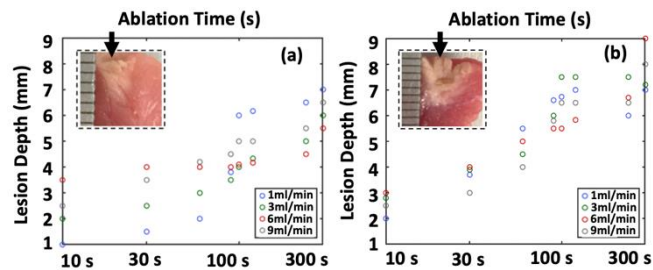 Ablation Time (s)
Ablation Time (s)
9
8
7
6
5
4
3
2
1
Lesion Depth (mm)
(a)
1ml/min
3ml/min
6ml/min
9ml/min
10 s
30 s
100 s
300 s
9
8
7
6
5
4
3
2
1
Lesion Depth (mm)
(b)
1ml/min
3ml/min
6ml/min
9ml/min
10 s
30 s
100 s
300 s